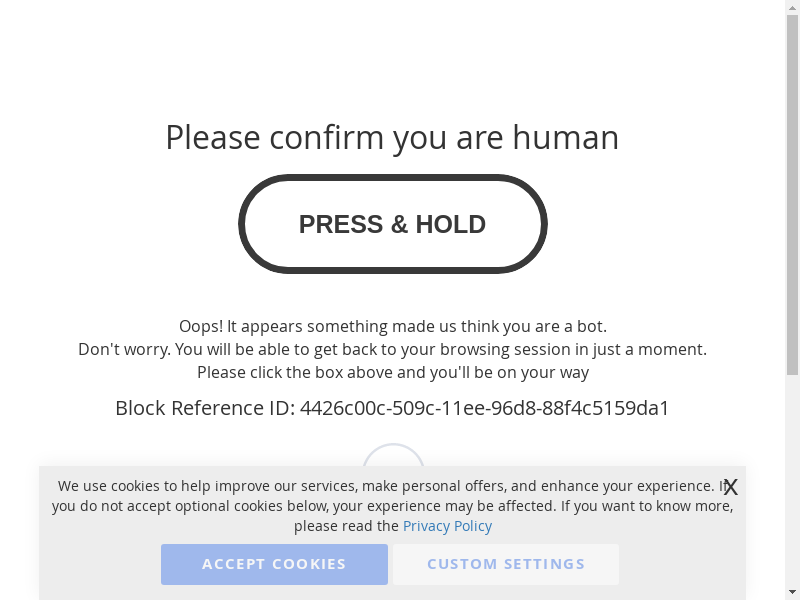 Please confirm you are human
PRESS & HOLD
Oops! It appears something made us think you are a bot.
Don't worry. You will be able to get back to your browsing session in just a moment.
Please click the box above and you'll be on your way
Block Reference ID: 4426c00c-509c-11ee-96d8-88f4c5159da1
We use cookies to help improve our services, make personal offers, and enhance your experience. If
you do not accept optional cookies below, your experience may be affected. If you want to know more,
please read the Privacy Policy
X
ACCEPT COOKIES
CUSTOM SETTINGS